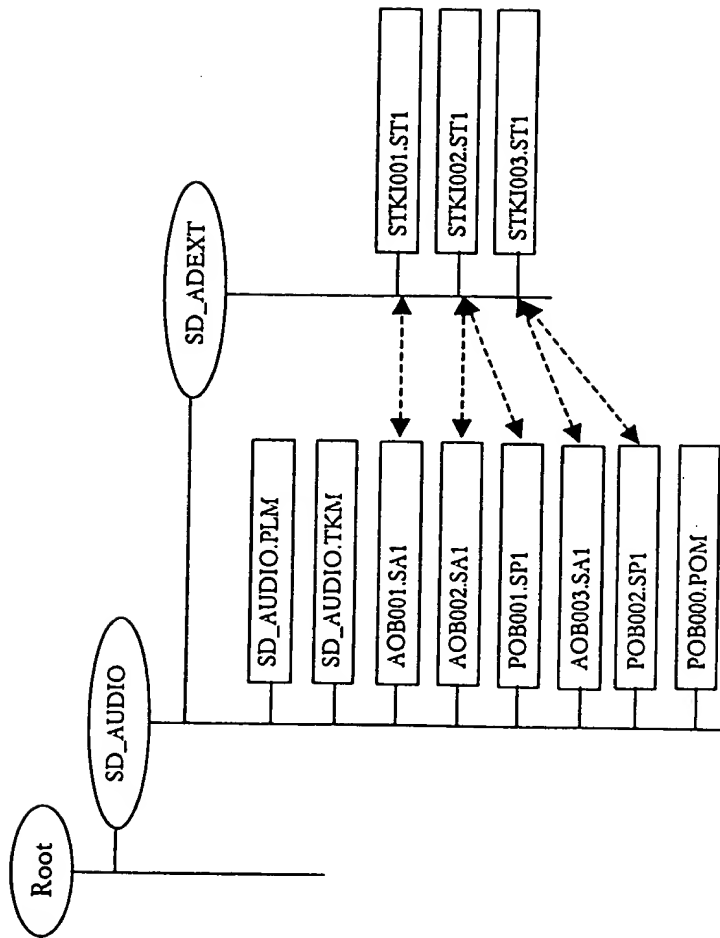 Root
SD_AUDIO
SD_ADEXT
SD_AUDIO.PLM
SD_AUDIO.TKM
AOB001.SA1
AOB002.SA1
POB001.SP1
AOB003.SA1
POB002.SP1
POB000.POM
STKI001.ST1
STKI002.ST1
STKI003.ST1